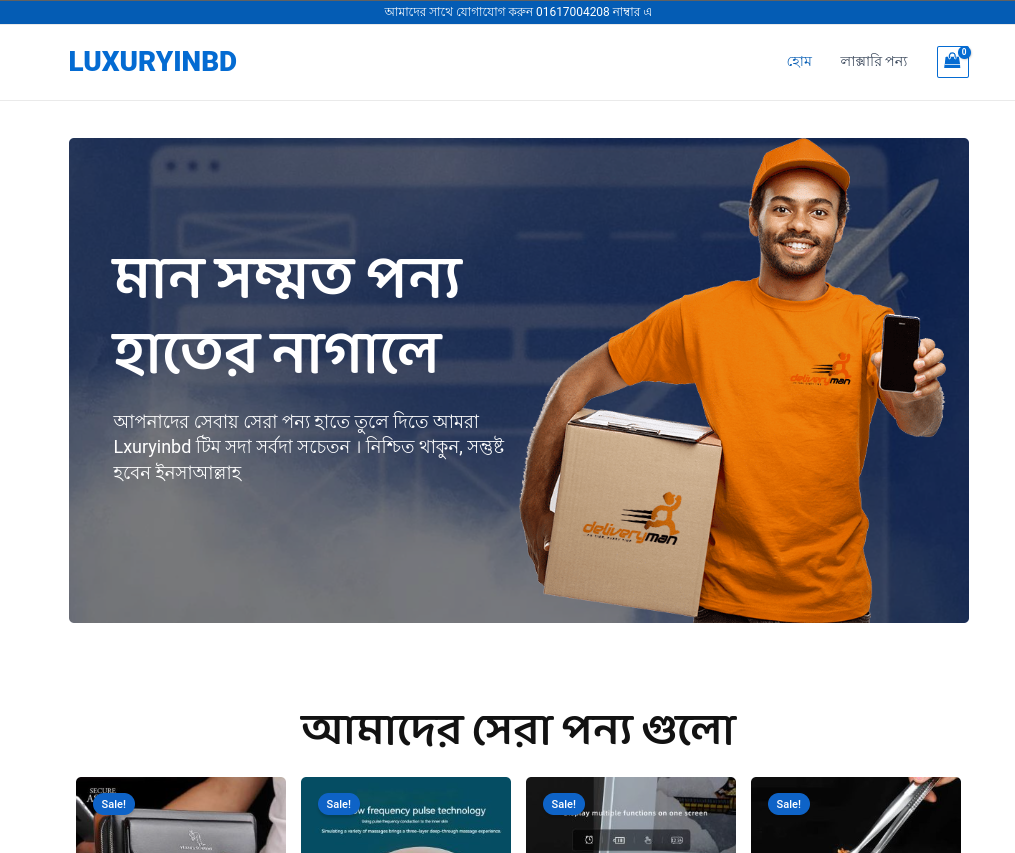 আমাদের সাথে যোগাযোগ করুন 01617004208 নাম্বার এ
LUXURYINBD
হোম
লাক্সারি পন্য
0
মান সম্মত পন্য
হাতের নাগালে
আপনাদের সেবায় সেরা পন্য হাতে তুলে দিতে আমরা
Lxuryinbd টিম সদা সর্বদা সচেতন । নিশ্চিত থাকুন, সন্তুষ্ট
হবেন ইনসাআল্লাহ
deliveryman
deliveryman
আমাদের সেরা পন্য গুলো
SECURE
Sale!
Sale!
frequency pulse technology
Using pulse frequency conduction to the inner skin
Simulating a variety of massages brings a three-layer deep-through massage experience.
Sale!
multiple functions on one screen
Sale!